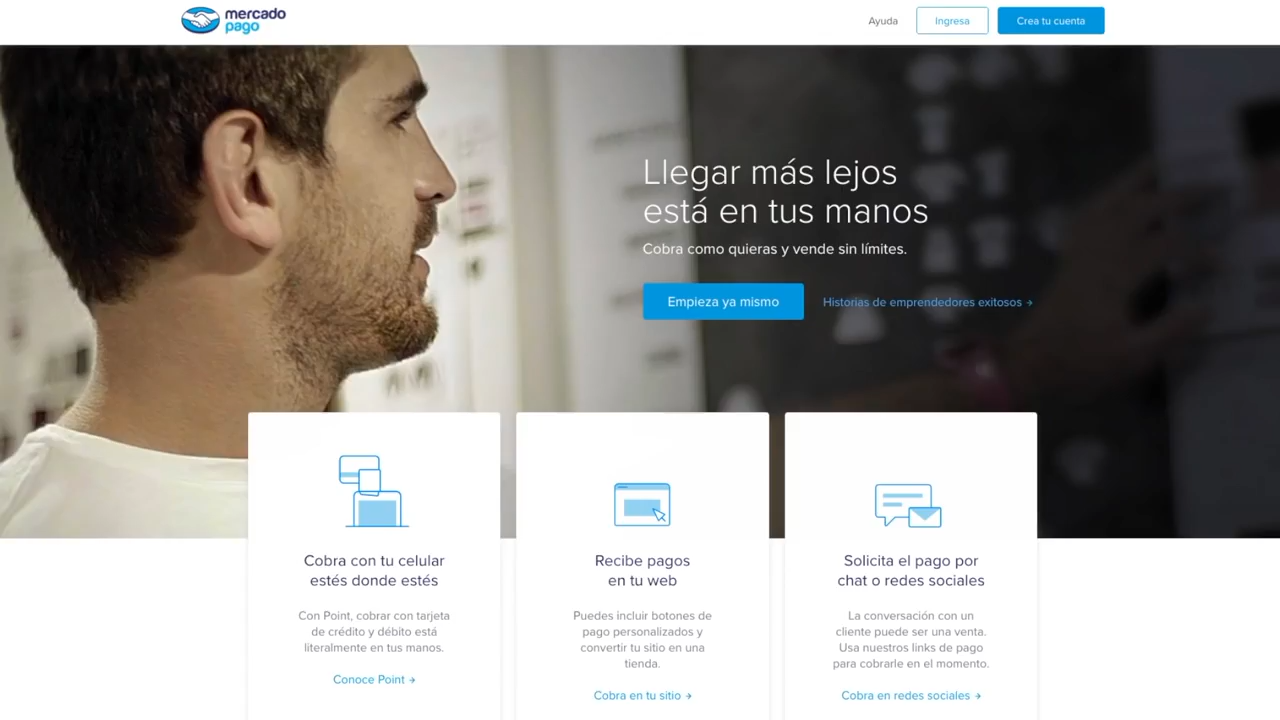 mercado
pago
Ayuda
Ingresa
Crea tu cuenta
Llegar más lejos
está en tus manos
Cobra como quieras y vende sin límites.
Empieza ya mismo
Historias de emprendedores exitosos →
Cobra con tu celular
estés donde estés
Con Point, cobrar con tarjeta
de crédito y débito está
literalmente en tus manos.
Conoce Point →
Recibe pagos
en tu web
Puedes incluir botones de
pago personalizados y
convertir tu sitio en una
tienda.
Cobra en tu sitio →
Solicita el pago por
chat o redes sociales
La conversación con un
cliente puede ser una venta.
Usa nuestros links de pago
para cobrarle en el momento.
Cobra en redes sociales →